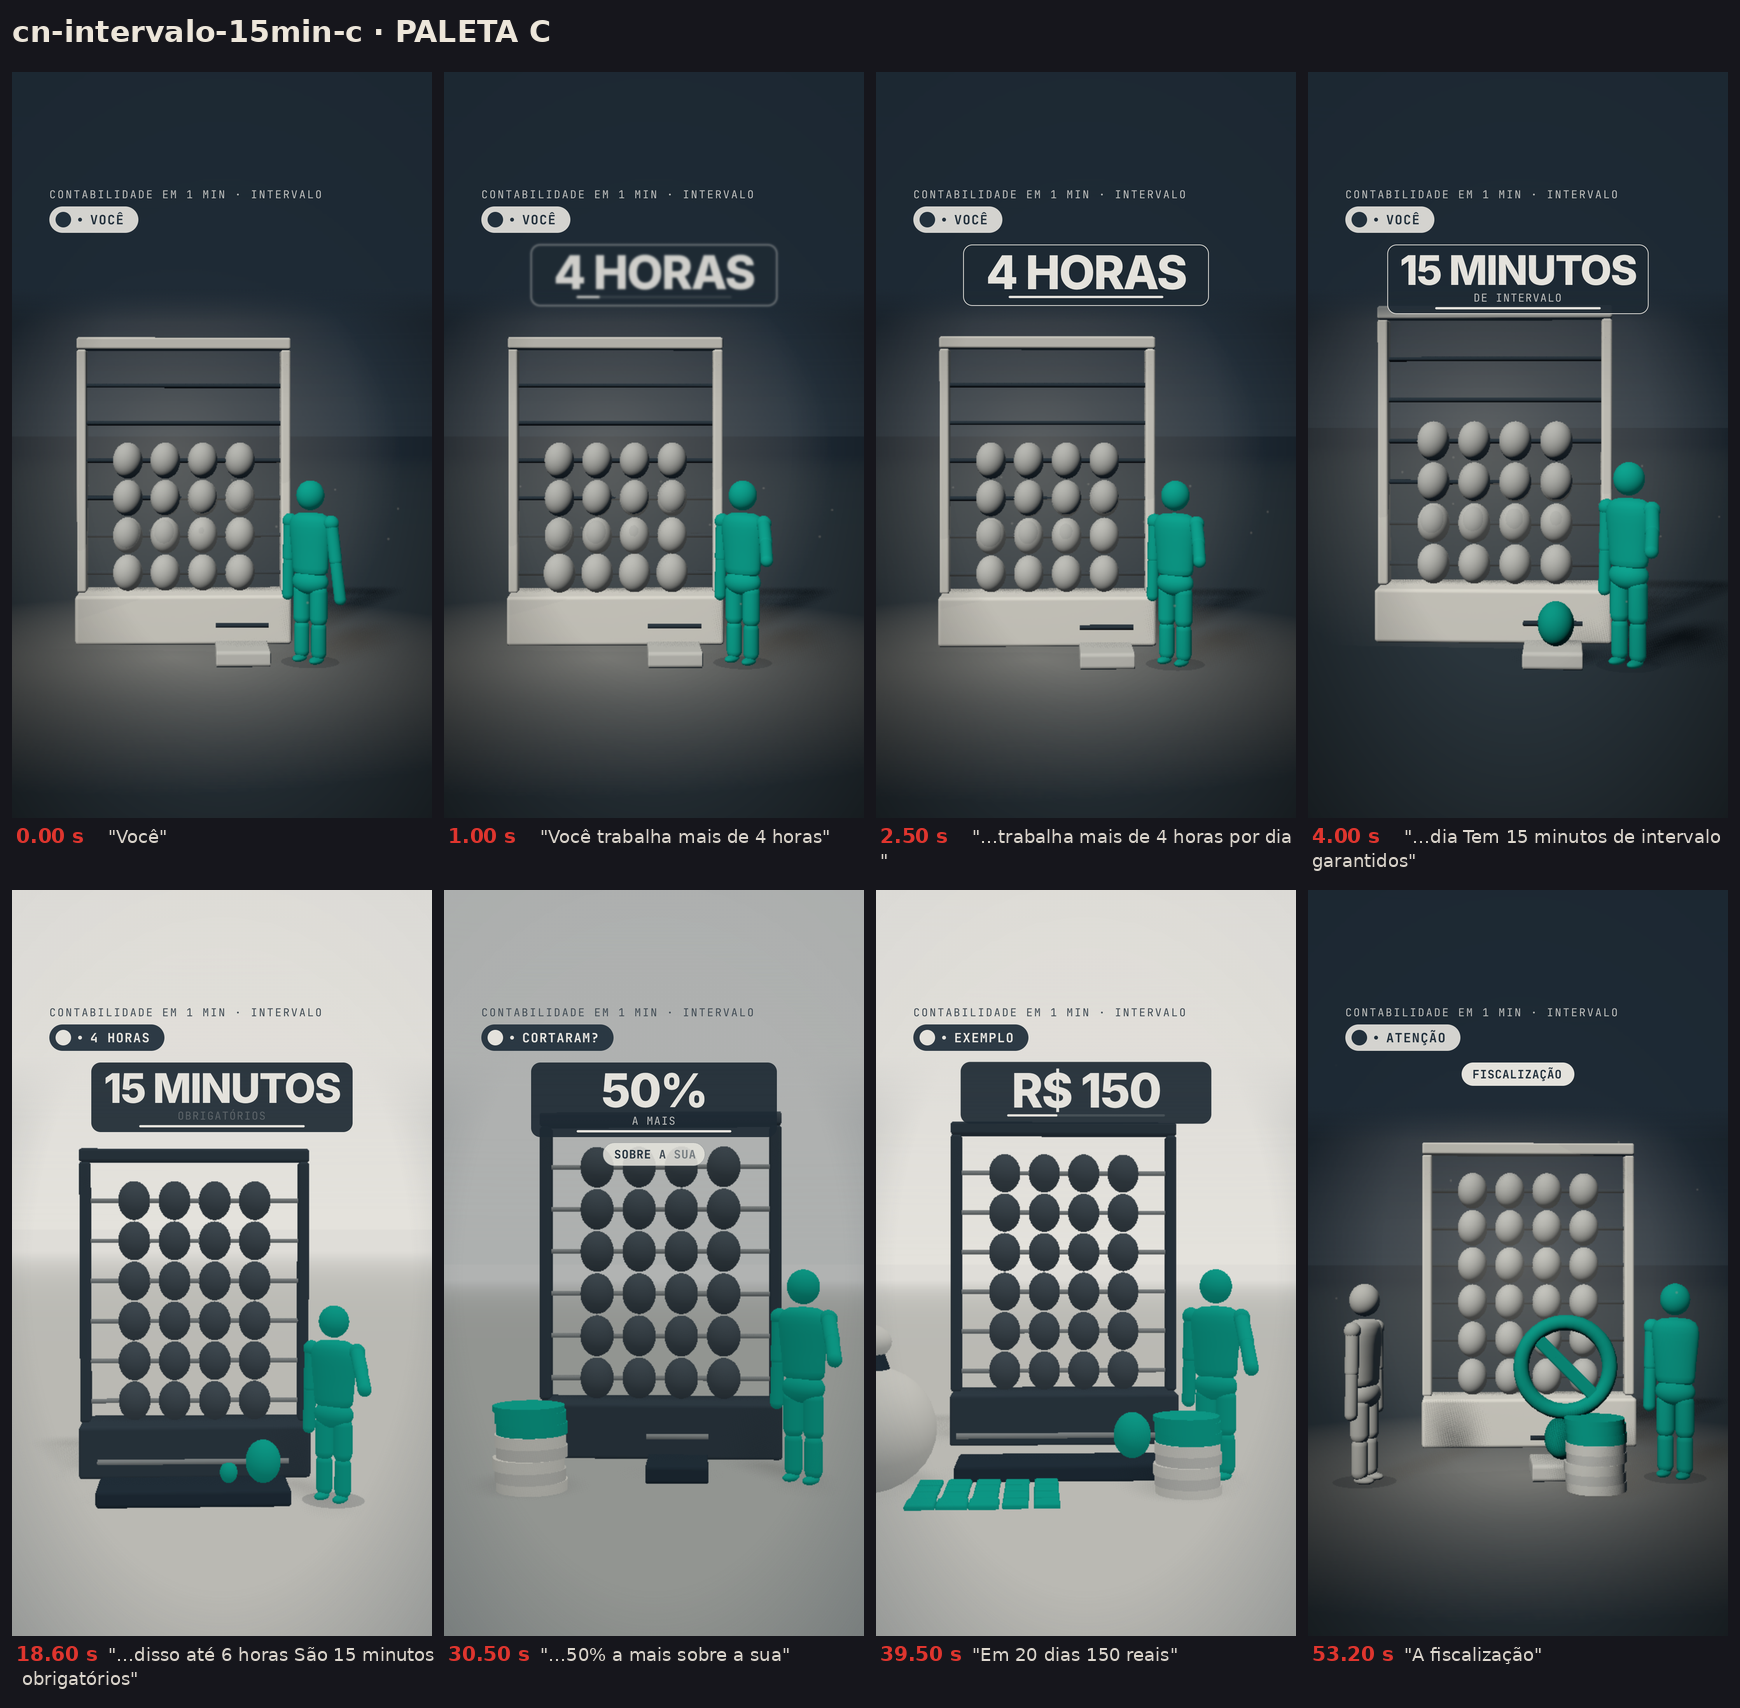 cn-intervalo-15min-c · PALETA C
CONTABILIDADE EM 1 MIN · INTERVALO
• VOCÊ
0.00 s "Você"
CONTABILIDADE EM 1 MIN · INTERVALO
• VOCÊ
4 HORAS
1.00 s "Você trabalha mais de 4 horas"
CONTABILIDADE EM 1 MIN · INTERVALO
• VOCÊ
4 HORAS
2.50 s "...trabalha mais de 4 horas por dia
"
CONTABILIDADE EM 1 MIN · INTERVALO
• VOCÊ
15 MINUTOS
DE INTERVALO
4.00 s "...dia Tem 15 minutos de intervalo
garantidos"
CONTABILIDADE EM 1 MIN · INTERVALO
• 4 HORAS
15 MINUTOS
OBRIGATÓRIOS
18.60 s "...disso até 6 horas São 15 minutos
obrigatórios"
CONTABILIDADE EM 1 MIN · INTERVALO
• CORTARAM?
50%
A MAIS
SOBRE A SUA
30.50 s "...50% a mais sobre a sua"
CONTABILIDADE EM 1 MIN · INTERVALO
• EXEMPLO
R$ 150
39.50 s "Em 20 dias 150 reais"
CONTABILIDADE EM 1 MIN · INTERVALO
• ATENÇÃO
FISCALIZAÇÃO
53.20 s "A fiscalização"